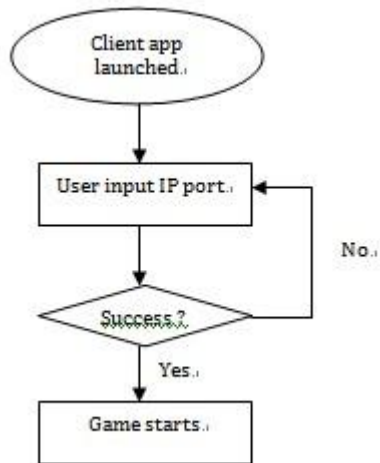 Client app
launched.
User input IP port.
No.
Success ?
Yes.
Game starts.